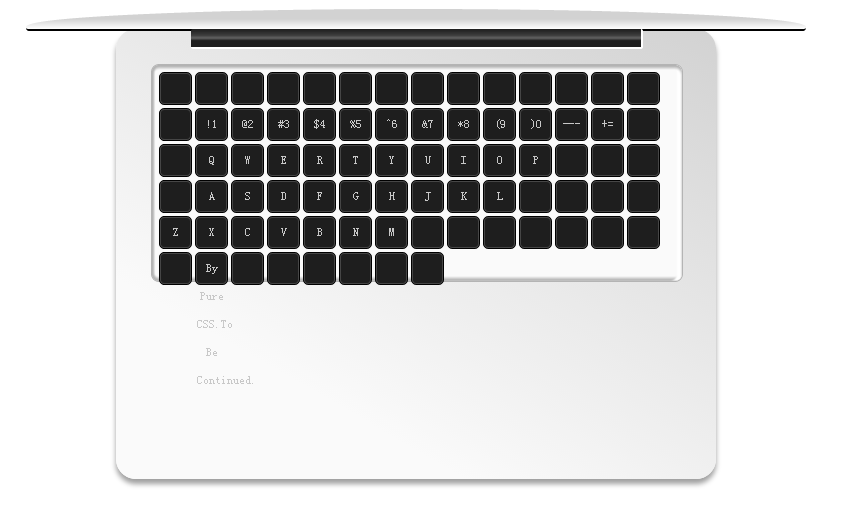 !1 @2 #3 $4 %5 ^6 &7 *8 (9 )0 —- +=
Q W E R T Y U I O P
A S D F G H J K L
Z X C V B N M
By
Pure
CSS.To
Be
Continued.